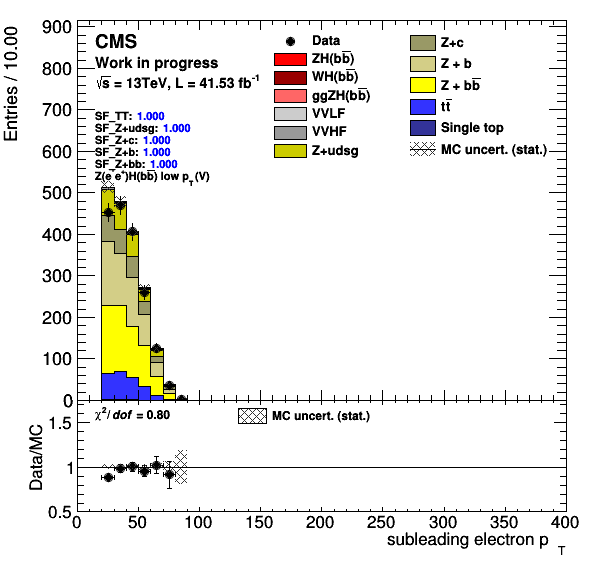 CMS
Work in progress
√s = 13TeV, L = 41.53 fb⁻¹
SF_TT: 1.000
SF_Z+udsg: 1.000
SF_Z+c: 1.000
SF_Z+b: 1.000
SF_Z+bb: 1.000
Z(e⁻e⁺)H(bb̅) low p_T(V)
Data
ZH(bb̅)
WH(bb̅)
ggZH(bb̅)
VVLF
VVHF
Z+udsg
Z+c
Z + b
Z + bb̅
tt̅
Single top
MC uncert. (stat.)
Entries / 10.00
900
800
700
600
500
400
300
200
100
0
χ²/dof = 0.80
MC uncert. (stat.)
Data/MC
1.5
1
0.5
0 50 100 150 200 250 300 350 400
subleading electron p_T